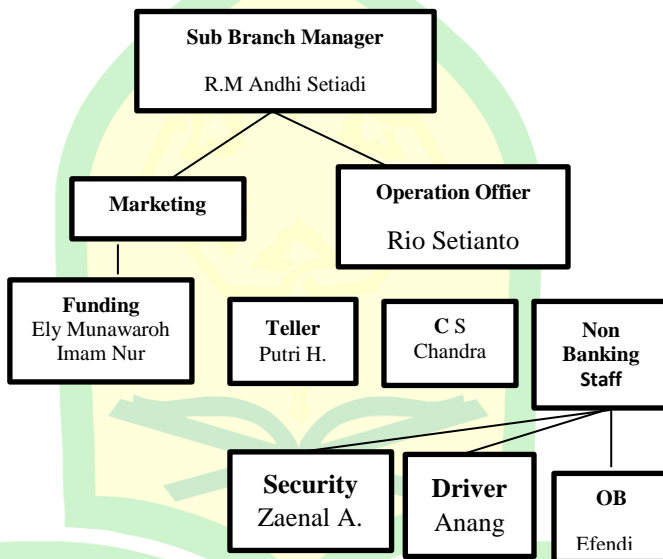 Sub Branch Manager
R.M Andhi Setiadi
Marketing
Operation Offier
Rio Setianto
Funding
Ely Munawaroh
Imam Nur
Teller
Putri H.
C S
Chandra
Non
Banking
Staff
Security
Zaenal A.
Driver
Anang
OB
Efendi